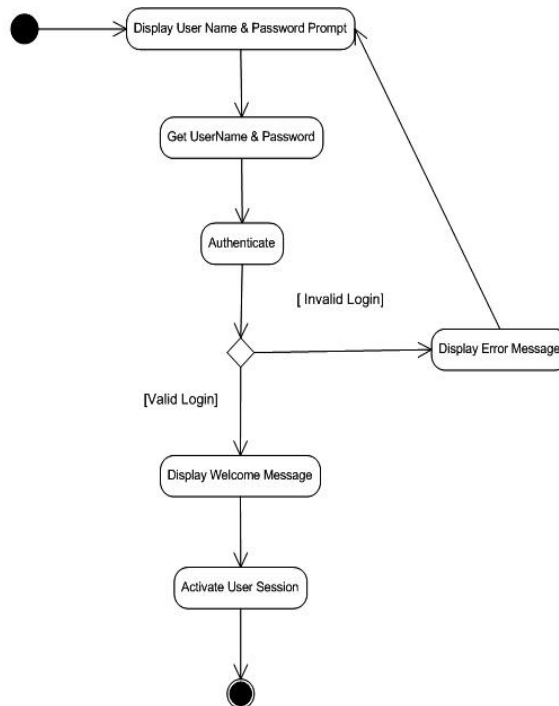 Display User Name & Password Prompt
Get UserName & Password
Authenticate
[ Invalid Login]
Display Error Message
[Valid Login]
Display Welcome Message
Activate User Session